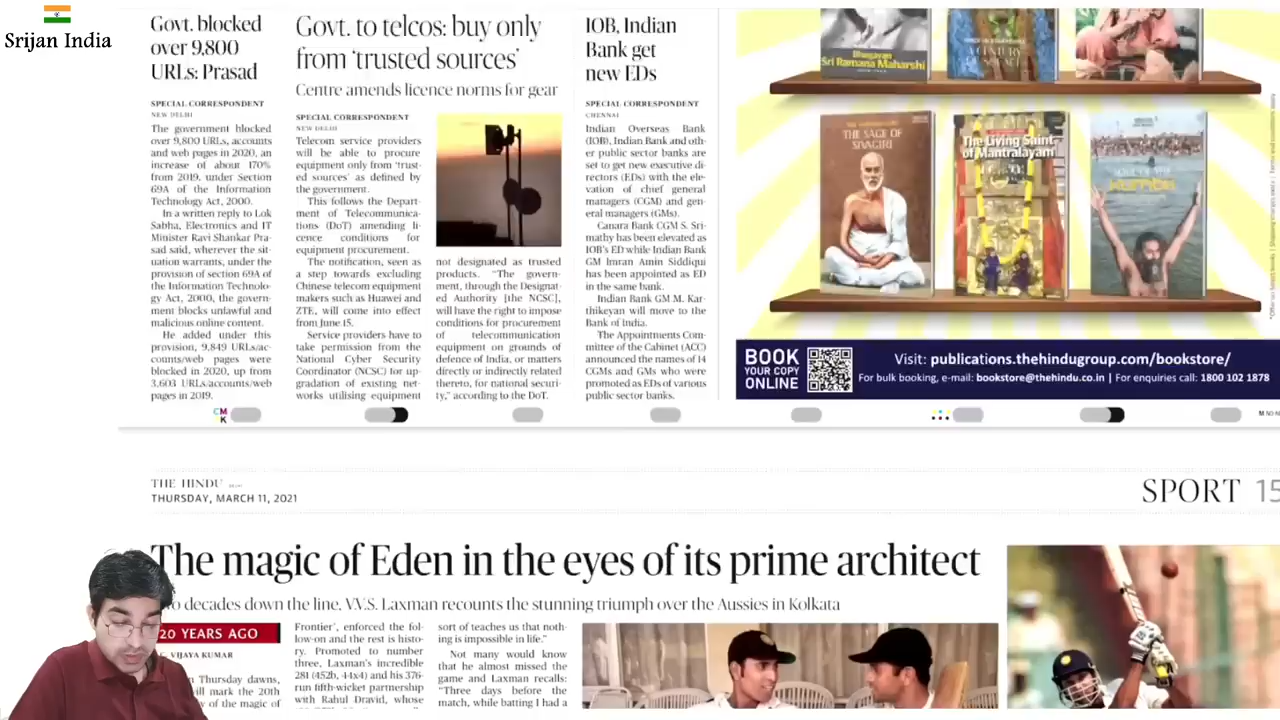 Srijan India
Govt. blocked
over 9,800
URLs: Prasad
SPECIAL CORRESPONDENT
NEW DELHI
The government blocked
over 9,800 URLs, accounts
and web pages in 2020, an
increase of about 170%
from 2019, under Section
69A of the Information
Technology Act, 2000.
In a written reply to Lok
Sabha, Electronics and IT
Minister Ravi Shankar Pra-
sad said, wherever the sit-
uation warrants, under the
provision of section 69A of
the Information Technolo-
gy Act, 2000, the govern-
ment blocks unlawful and
malicious online content.
He added under this
provision, 9,849 URLs/ac-
counts/web pages were
blocked in 2020, up from
3,603 URLs/accounts/web
pages in 2019.
Govt. to telcos: buy only
from ‘trusted sources’
Centre amends licence norms for gear
SPECIAL CORRESPONDENT
NEW DELHI
Telecom service providers
will be able to procure
equipment only from ‘trust-
ed sources’ as defined by
the government.
This follows the Depart-
ment of Telecommunica-
tions (DoT) amending li-
cence conditions for
equipment procurement.
The notification, seen as
a step towards excluding
Chinese telecom equipment
makers such as Huawei and
ZTE, will come into effect
from June 15.
Service providers have to
take permission from the
National Cyber Security
Coordinator (NCSC) for up-
gradation of existing net-
works utilising equipment
not designated as trusted
products. “The govern-
ment, through the Designat-
ed Authority [the NCSC],
will have the right to impose
conditions for procurement
of telecommunication
equipment on grounds of
defence of India, or matters
directly or indirectly related
thereto, for national securi-
ty,” according to the DoT.
IOB, Indian
Bank get
new EDs
SPECIAL CORRESPONDENT
CHENNAI
Indian Overseas Bank
(IOB), Indian Bank and oth-
er public sector banks are
set to get new executive di-
rectors (EDs) with the ele-
vation of chief general
managers (CGM) and gen-
eral managers (GMs).
Canara Bank CGM S. Sri-
mathy has been elevated as
IOB’s ED while Indian Bank
GM Imran Amin Siddiqui
has been appointed as ED
in the same bank.
Indian Bank GM M. Kar-
thikeyan will move to the
Bank of India.
The Appointments Com-
mittee of the Cabinet (ACC)
announced the names of 14
CGMs and GMs who were
promoted as EDs of various
public sector banks.
Bhagavan
Sri Ramana Maharshi
A CENTURY
THE SAGE OF
SIVAGIRI
The Living Saint
of Mantralayam
Kumbha
BOOK
YOUR COPY
ONLINE
Visit: publications.thehindugroup.com/bookstore/
For bulk booking, e-mail: bookstore@thehindu.co.in | For enquiries call: 1800 102 1878
CM
K
THE HINDU
THURSDAY, MARCH 11, 2021
SPORT 15
The magic of Eden in the eyes of its prime architect
decades down the line, V.V.S. Laxman recounts the stunning triumph over the Aussies in Kolkata
20 YEARS AGO
VIJAYA KUMAR
Thursday dawns,
mark the 20th
of the magic of
Frontier’, enforced the fol-
low-on and the rest is histo-
ry. Promoted to number
three, Laxman’s incredible
281 (452b, 44x4) and his 376-
run fifth-wicket partnership
with Rahul Dravid, whose
sort of teaches us that noth-
ing is impossible in life.”
Not many would know
that he almost missed the
game and Laxman recalls:
“Three days before the
match, while batting I had a